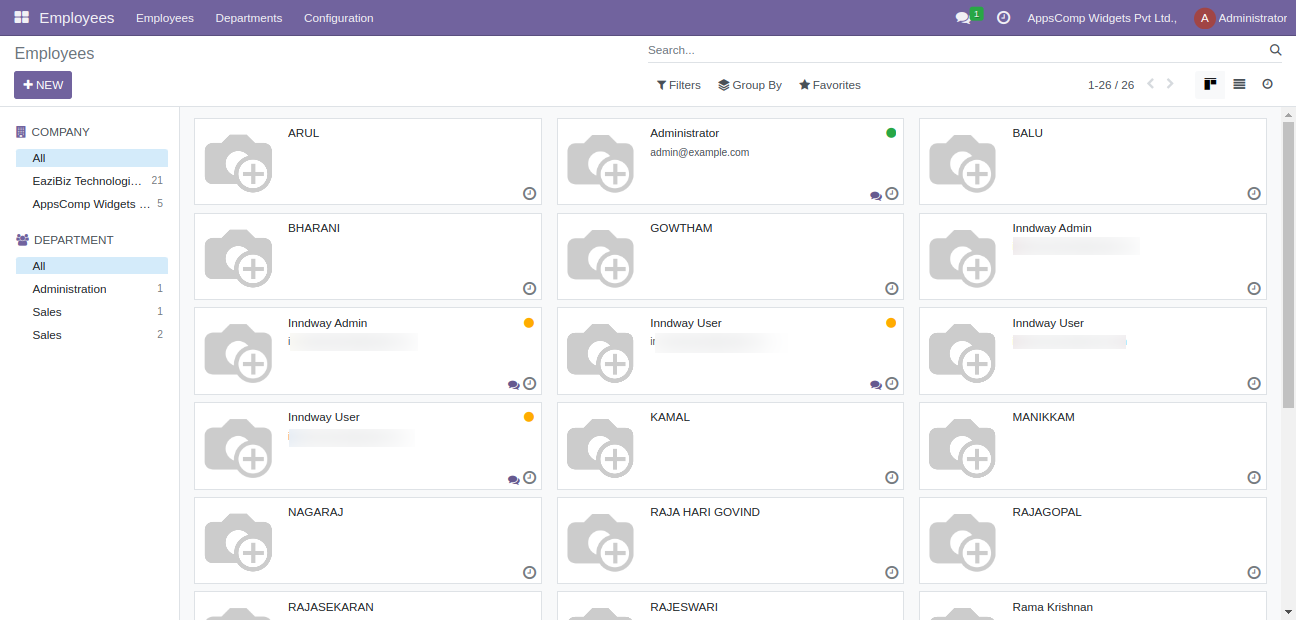 Employees Employees Departments Configuration 1 AppsComp Widgets Pvt Ltd., A Administrator
Employees Search...
NEW Filters Group By Favorites 1-26 / 26
COMPANY
All
EaziBiz Technologi... 21
AppsComp Widgets ... 5
DEPARTMENT
All
Administration 1
Sales 1
Sales 2
ARUL
Administrator
admin@example.com
BALU
BHARANI
GOWTHAM
Inndway Admin
Inndway Admin
Inndway User
Inndway User
Inndway User
KAMAL
MANIKKAM
NAGARAJ
RAJA HARI GOVIND
RAJAGOPAL
RAJASEKARAN
RAJESWARI
Rama Krishnan